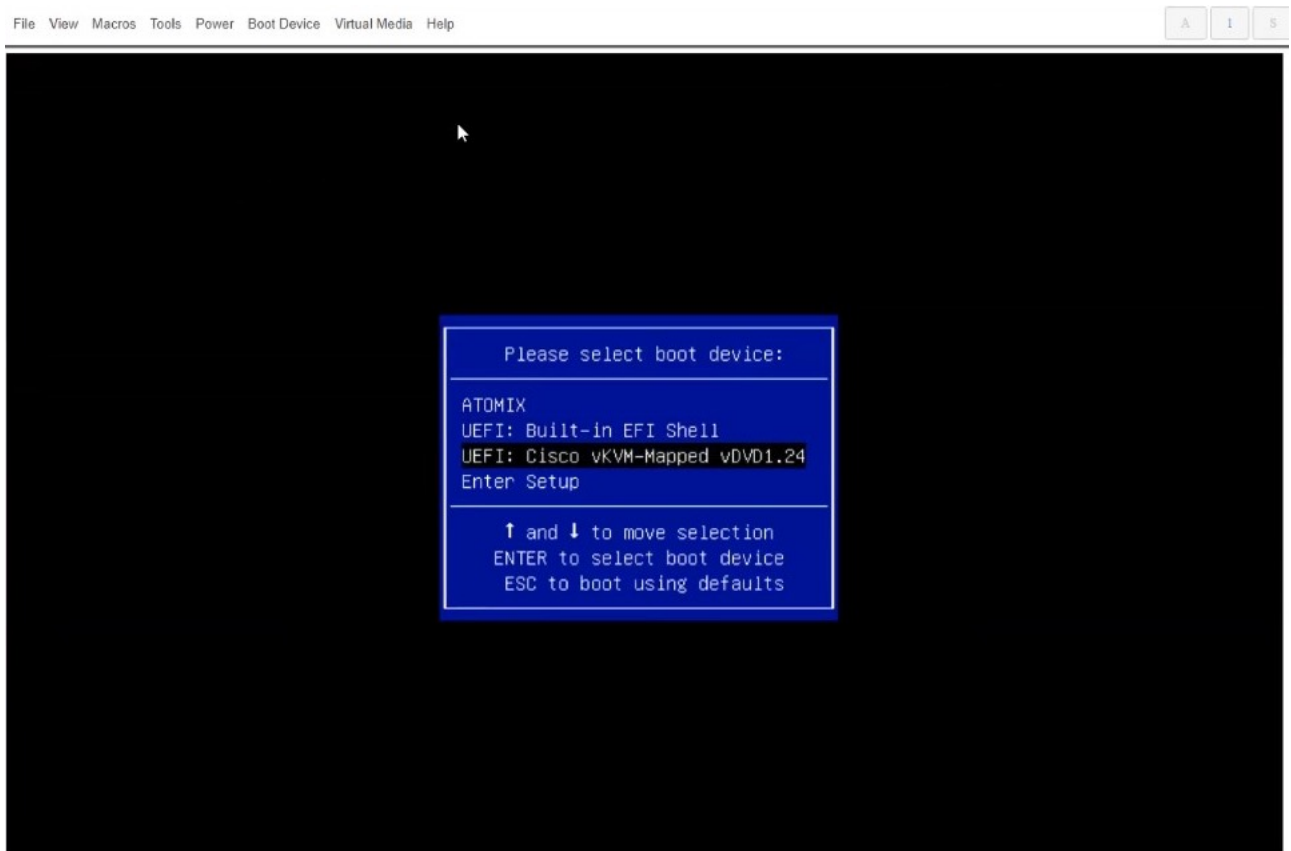 File View Macros Tools Power Boot Device Virtual Media Help
A 1 S
Please select boot device:
ATOMIX
UEFI: Built-in EFI Shell
UEFI: Cisco vKVM-Mapped vDVD1.24
Enter Setup
↑ and ↓ to move selection
ENTER to select boot device
ESC to boot using defaults